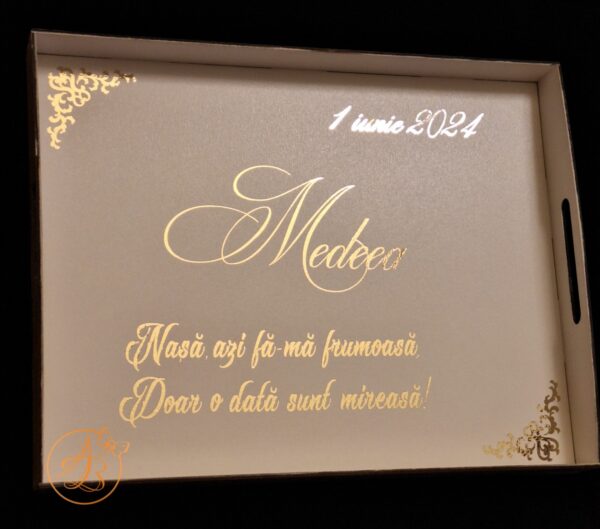 1 iunie 2024
Medeea
Nașă, azi fă-mă frumoasă,
Doar o dată sunt mireasă!